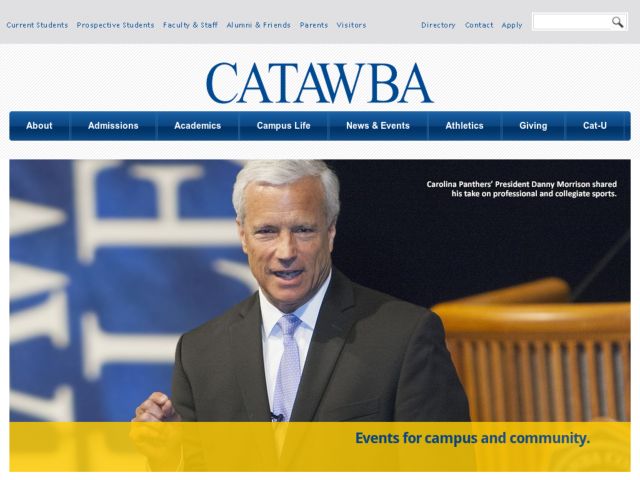 Current Students Prospective Students Faculty & Staff Alumni & Friends Parents Visitors Directory Contact Apply
CATAWBA
About Admissions Academics Campus Life News & Events Athletics Giving Cat-U
Carolina Panthers' President Danny Morrison shared
his take on professional and collegiate sports.
Events for campus and community.